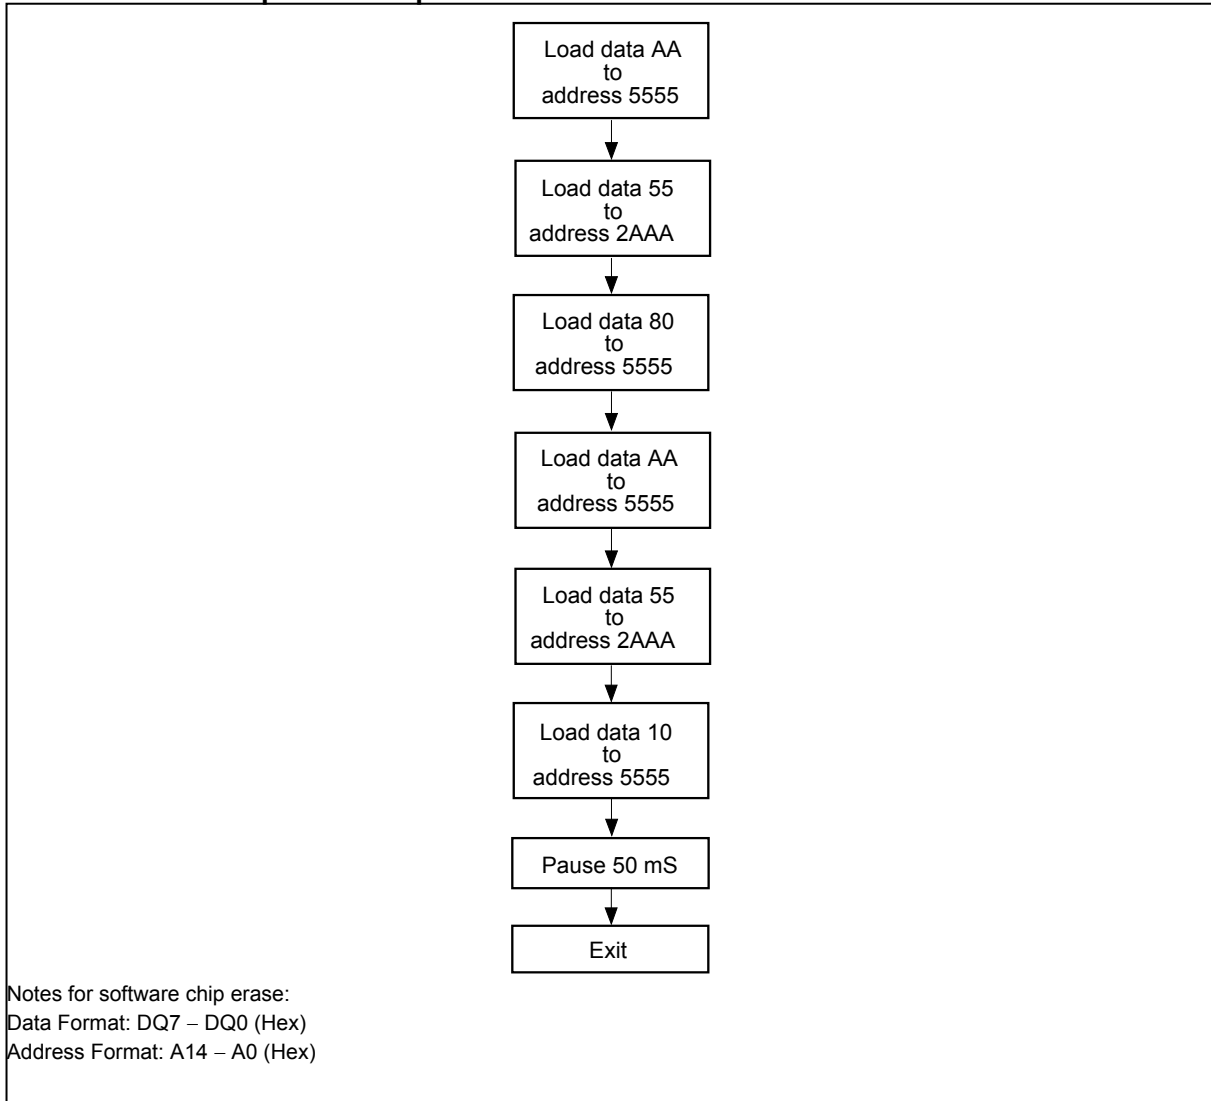 Load data AA
to
address 5555
Load data 55
to
address 2AAA
Load data 80
to
address 5555
Load data AA
to
address 5555
Load data 55
to
address 2AAA
Load data 10
to
address 5555
Pause 50 mS
Exit
Notes for software chip erase:
Data Format: DQ7 – DQ0 (Hex)
Address Format: A14 – A0 (Hex)